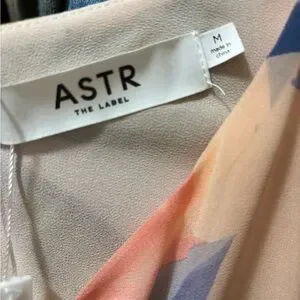 ASTR
THE LABEL
M
made in
china